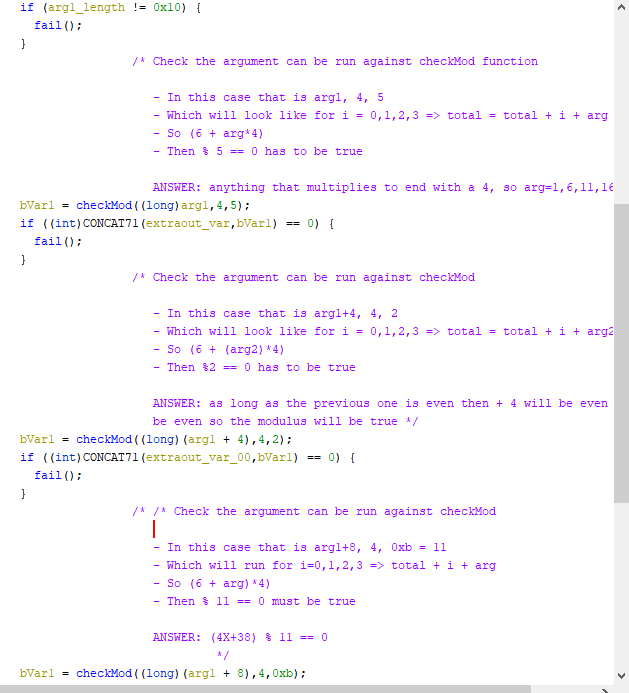 if (arg1_length != 0x10) {
fail();
}
/* Check the argument can be run against checkMod function
- In this case that is arg1, 4, 5
- Which will look like for i = 0,1,2,3 => total = total + i + arg
- So (6 + arg*4)
- Then % 5 == 0 has to be true
ANSWER: anything that multiplies to end with a 4, so arg=1,6,11,16
bVar1 = checkMod((long)arg1,4,5);
if ((int)CONCAT71(extraout_var,bVar1) == 0) {
fail();
}
/* Check the argument can be run against checkMod
- In this case that is arg1+4, 4, 2
- Which will look like for i = 0,1,2,3 => total = total + i + arg2
- So (6 + (arg2)*4)
- Then %2 == 0 has to be true
ANSWER: as long as the previous one is even then + 4 will be even
be even so the modulus will be true */
bVar1 = checkMod((long)(arg1 + 4),4,2);
if ((int)CONCAT71(extraout_var_00,bVar1) == 0) {
fail();
}
/* /* Check the argument can be run against checkMod
- In this case that is arg1+8, 4, 0xb = 11
- Which will run for i=0,1,2,3 => total + i + arg
- So (6 + arg)*4)
- Then % 11 == 0 must be true
ANSWER: (4X+38) % 11 == 0
*/
bVar1 = checkMod((long)(arg1 + 8),4,0xb);